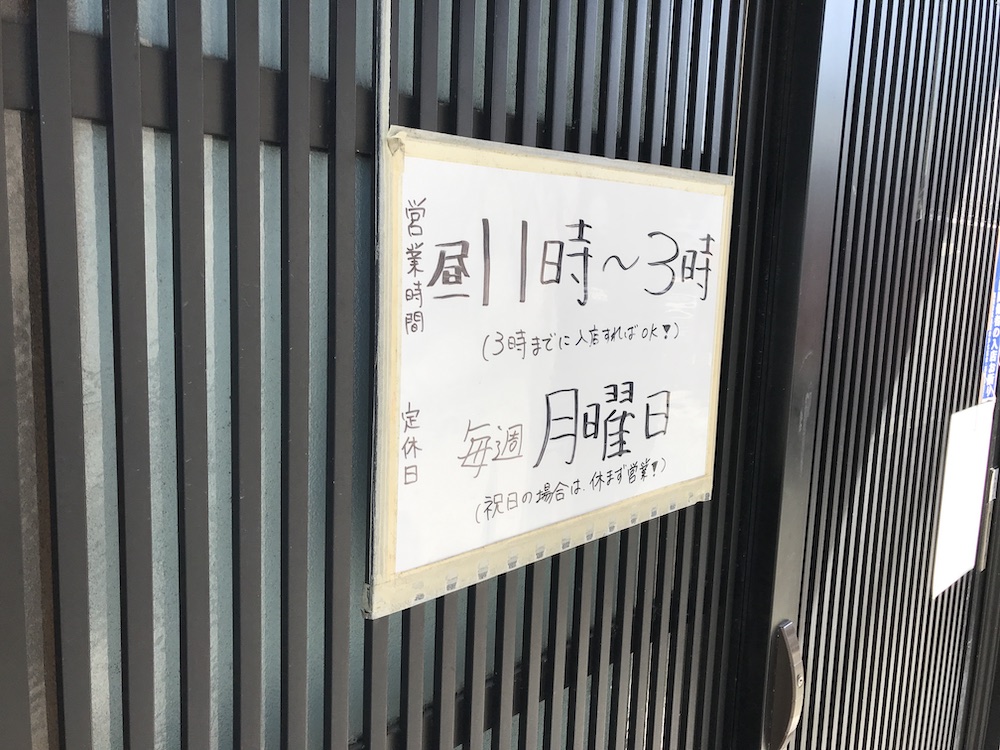 営業時間
昼11時〜3時
(3時までに入店すればOK!)
定休日
毎週 月曜日
(祝日の場合は、休まず営業!)